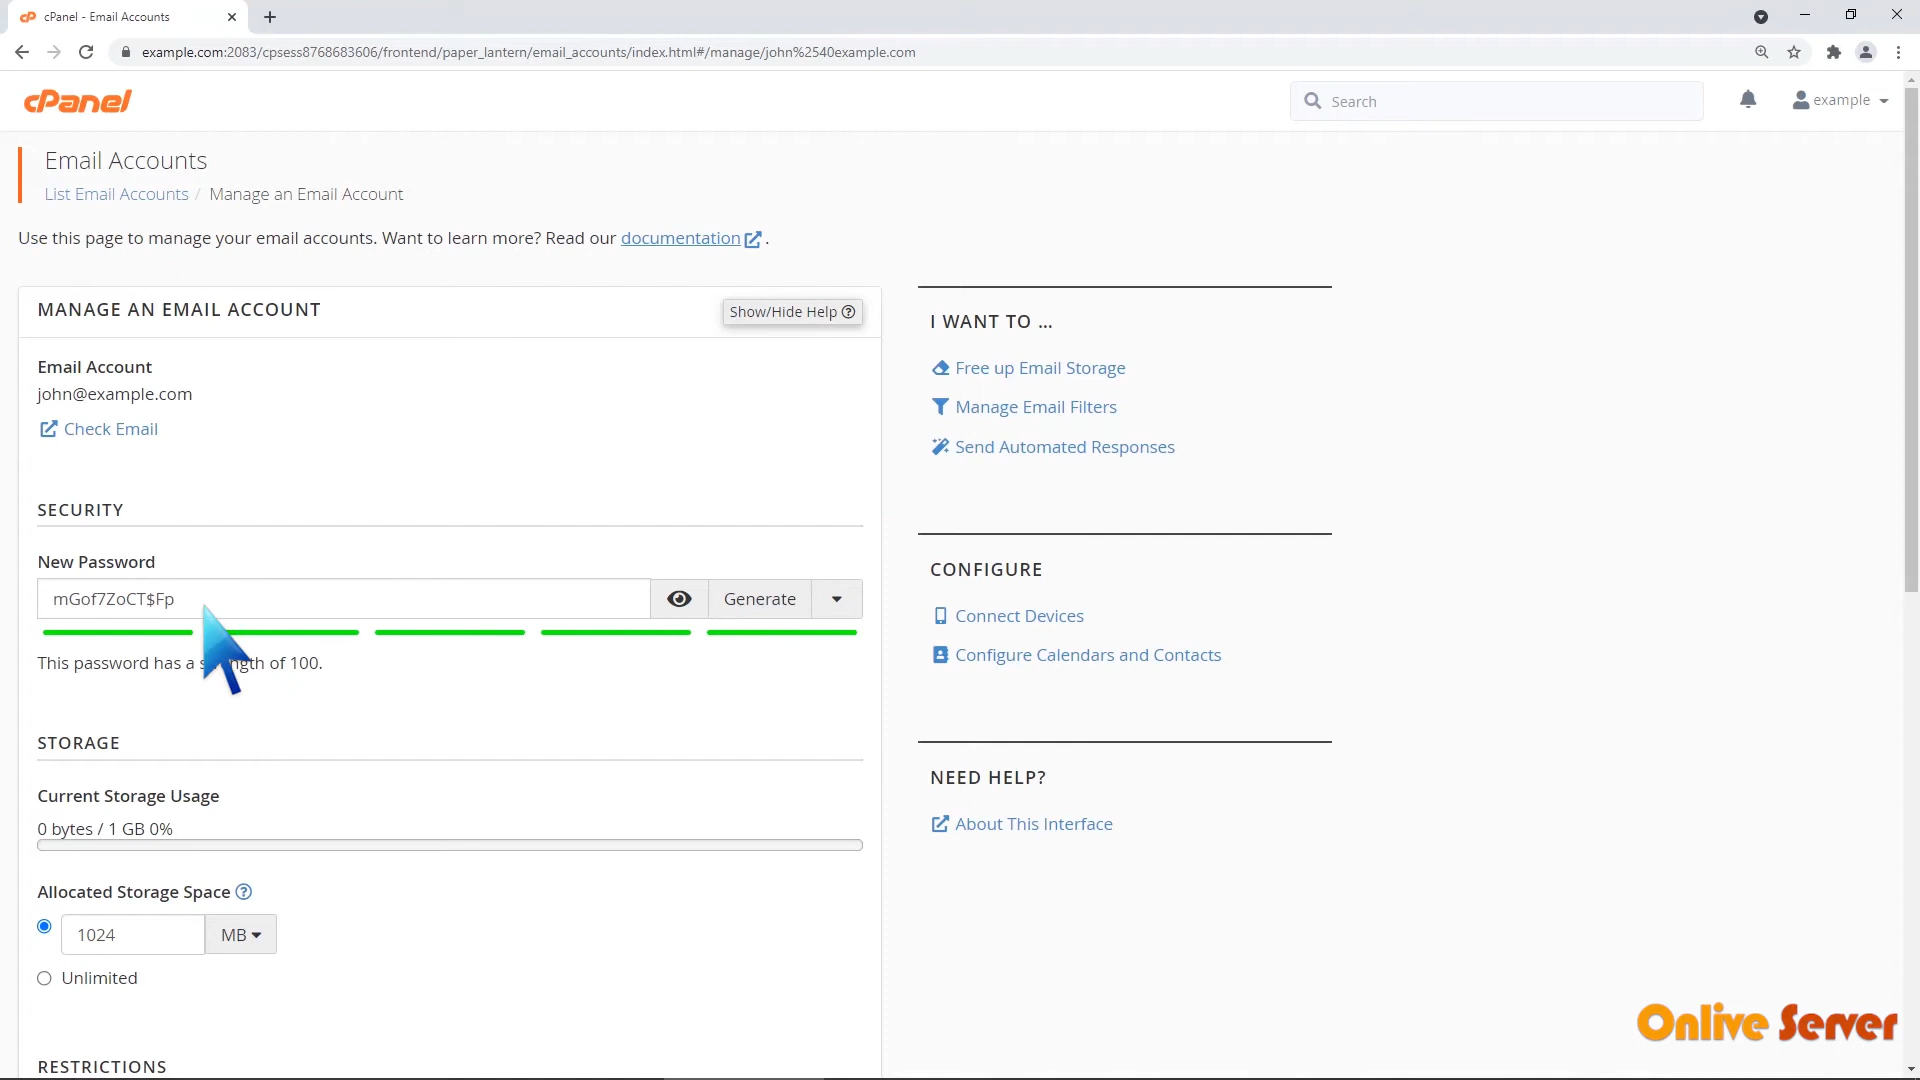 cPanel - Email Accounts
example.com:2083/cpsess8768683606/frontend/paper_lantern/email_accounts/index.html#/manage/john%2540example.com
cPanel
Search
example
Email Accounts
List Email Accounts / Manage an Email Account
Use this page to manage your email accounts. Want to learn more? Read our documentation .
MANAGE AN EMAIL ACCOUNT
Show/Hide Help
Email Account
john@example.com
Check Email
SECURITY
New Password
mGof7ZoCT$Fp
Generate
This password has a strength of 100.
STORAGE
Current Storage Usage
0 bytes / 1 GB 0%
Allocated Storage Space
1024
MB
Unlimited
RESTRICTIONS
I WANT TO ...
Free up Email Storage
Manage Email Filters
Send Automated Responses
CONFIGURE
Connect Devices
Configure Calendars and Contacts
NEED HELP?
About This Interface
Onlive Server